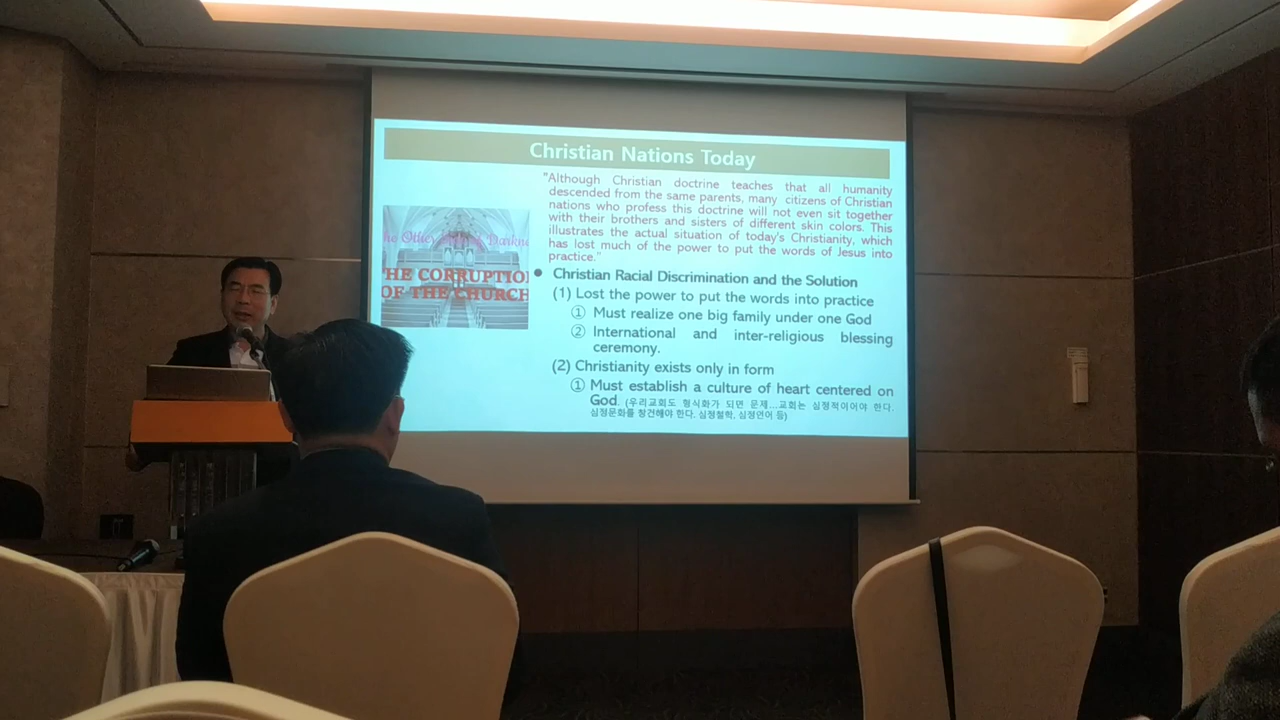 Christian Nations Today
"Although Christian doctrine teaches that all humanity
descended from the same parents, many citizens of Christian
nations who profess this doctrine will not even sit together
with their brothers and sisters of different skin colors. This
illustrates the actual situation of today's Christianity, which
has lost much of the power to put the words of Jesus into
practice."
THE CORRUPTION
OF THE CHURCH
● Christian Racial Discrimination and the Solution
(1) Lost the power to put the words into practice
① Must realize one big family under one God
② International and inter-religious blessing
ceremony.
(2) Christianity exists only in form
① Must establish a culture of heart centered on
God. (우리교회도 형식화가 되면 문제...교회는 심정적이어야 한다.
심정문화를 창건해야 한다. 심정철학, 심정언어 등)